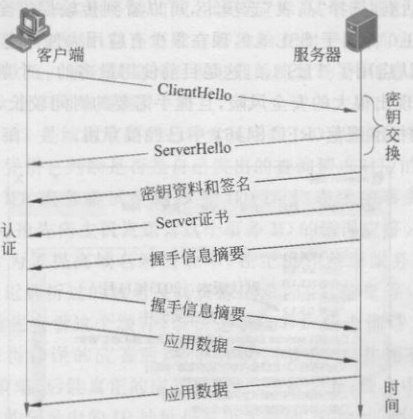 客户端
服务器
ClientHello
密钥交换
ServerHello
密钥资料和签名
Server证书
认证
握手信息摘要
握手信息摘要
应用数据
应用数据
时间